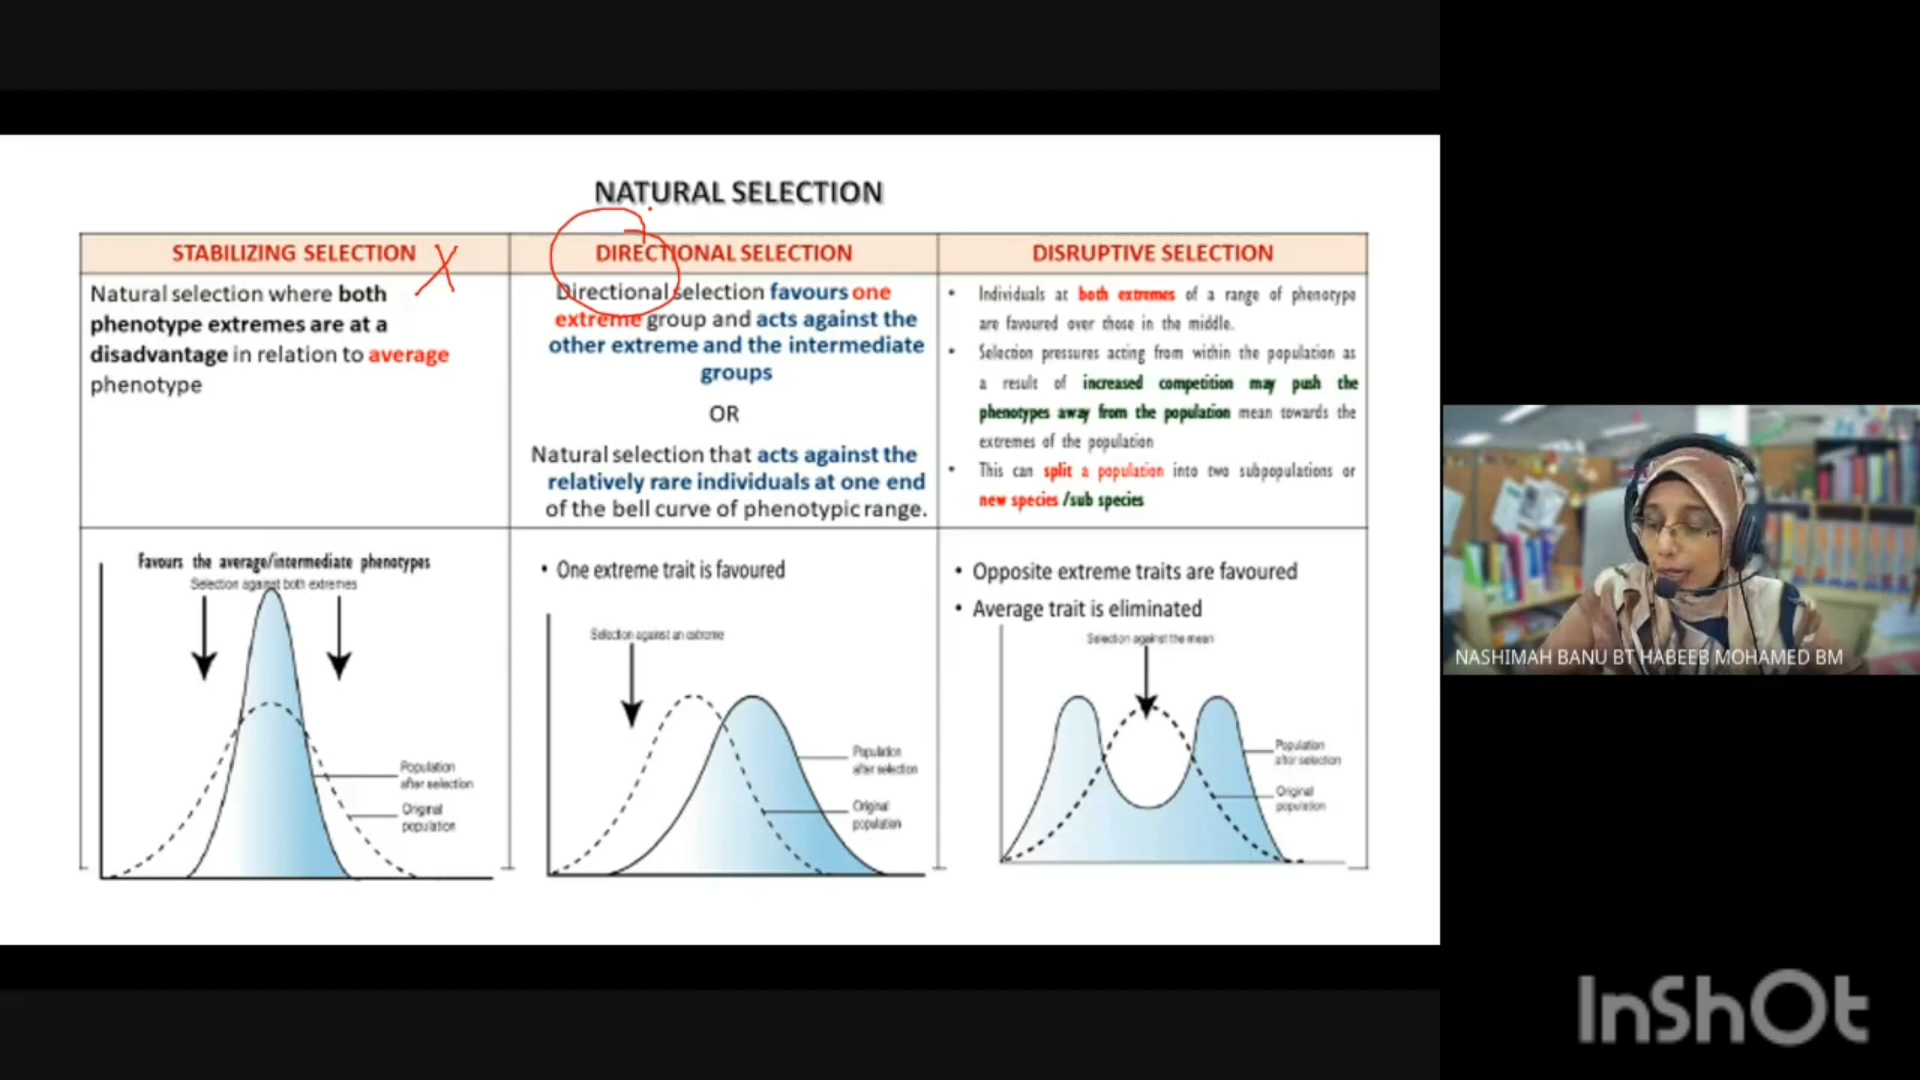 NATURAL SELECTION
STABILIZING SELECTION X
DIRECTIONAL SELECTION
DISRUPTIVE SELECTION
Natural selection where both
phenotype extremes are at a
disadvantage in relation to average
phenotype
Directional selection favours one
extreme group and acts against the
other extreme and the intermediate
groups
OR
Natural selection that acts against the
relatively rare individuals at one end
of the bell curve of phenotypic range.
• Individuals at both extremes of a range of phenotype
are favoured over those in the middle.
• Selection pressures acting from within the population as
a result of increased competition may push the
phenotypes away from the population mean towards the
extremes of the population
• This can split a population into two subpopulations or
new species /sub species
Favours the average/intermediate phenotypes
Selection against both extremes
Population
after selection
Original
population
• One extreme trait is favoured
Selection against an extreme
Population
after selection
Original
population
• Opposite extreme traits are favoured
• Average trait is eliminated
Selection against the mean
Population
after selection
Original
population
NASHIMAH BANU BT HABEEB MOHAMED BM
InShOt